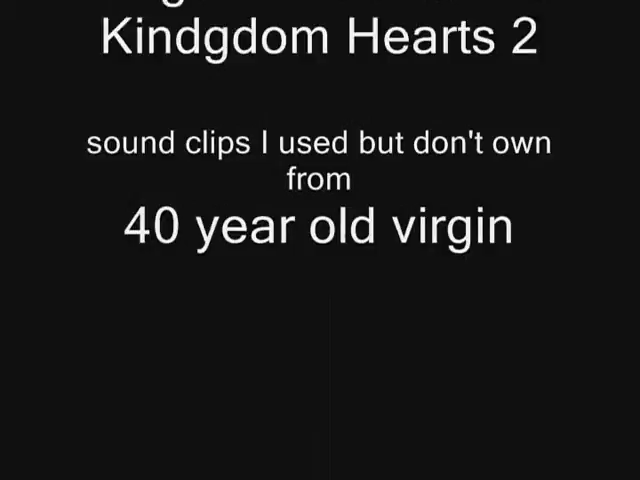 Kindgdom Hearts 2
sound clips I used but don't own
from
40 year old virgin